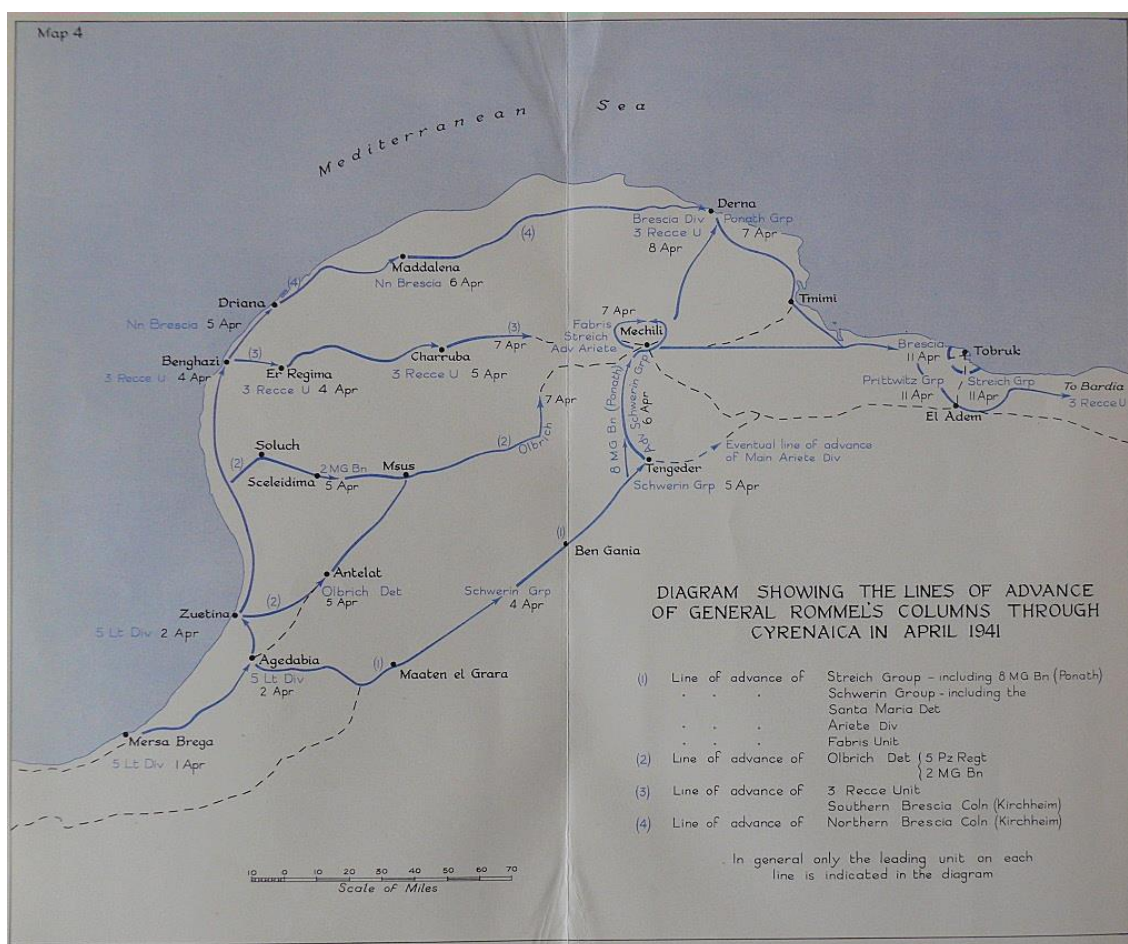 Map 4
Mediterranean Sea
Derna
Brescia Div
3 Recce U
8 Apr
Ponath Grp
7 Apr
(4)
Maddalena
Nn Brescia 6 Apr
(4)
Driana
Nn Brescia 5 Apr
Tmimi
7 Apr
Fabris
Streich
Adv Ariete
Mechili
(3)
7 Apr
Charruba
3 Recce U 5 Apr
Benghazi
3 Recce U 4 Apr
(3)
Er Regima
3 Recce U 4 Apr
Brescia
11 Apr
Tobruk
Prittwitz Grp
11 Apr
Streich Grp
11 Apr
To Bardia
3 Recce U
El Adem
8 MG Bn (Ponath)
Schwerin Grp
6 Apr
7 Apr
(2)
Olbrich
Soluch
(2)
Sceleidima
2 MG Bn
5 Apr
Msus
Eventual line of advance
of Main Ariete Div
Tengeder
Schwerin Grp 5 Apr
(1)
Ben Gania
Antelat
Olbrich Det
5 Apr
(2)
Schwerin Grp
4 Apr
Zuetina
5 Lt Div 2 Apr
Agedabia
5 Lt Div
2 Apr
(1)
Maaten el Grara
Mersa Brega
5 Lt Div 1 Apr
DIAGRAM SHOWING THE LINES OF ADVANCE
OF GENERAL ROMMEL'S COLUMNS THROUGH
CYRENAICA IN APRIL 1941
(1) Line of advance of Streich Group - including 8 MG Bn (Ponath)
. . . Schwerin Group - including the
Santa Maria Det
. . . Ariete Div
. . . Fabris Unit
(2) Line of advance of Olbrich Det { 5 Pz Regt
{ 2 MG Bn
(3) Line of advance of 3 Recce Unit
Southern Brescia Coln (Kirchheim)
(4) Line of advance of Northern Brescia Coln (Kirchheim)
In general only the leading unit on each
line is indicated in the diagram
10 0 10 20 30 40 50 60 70
Scale of Miles